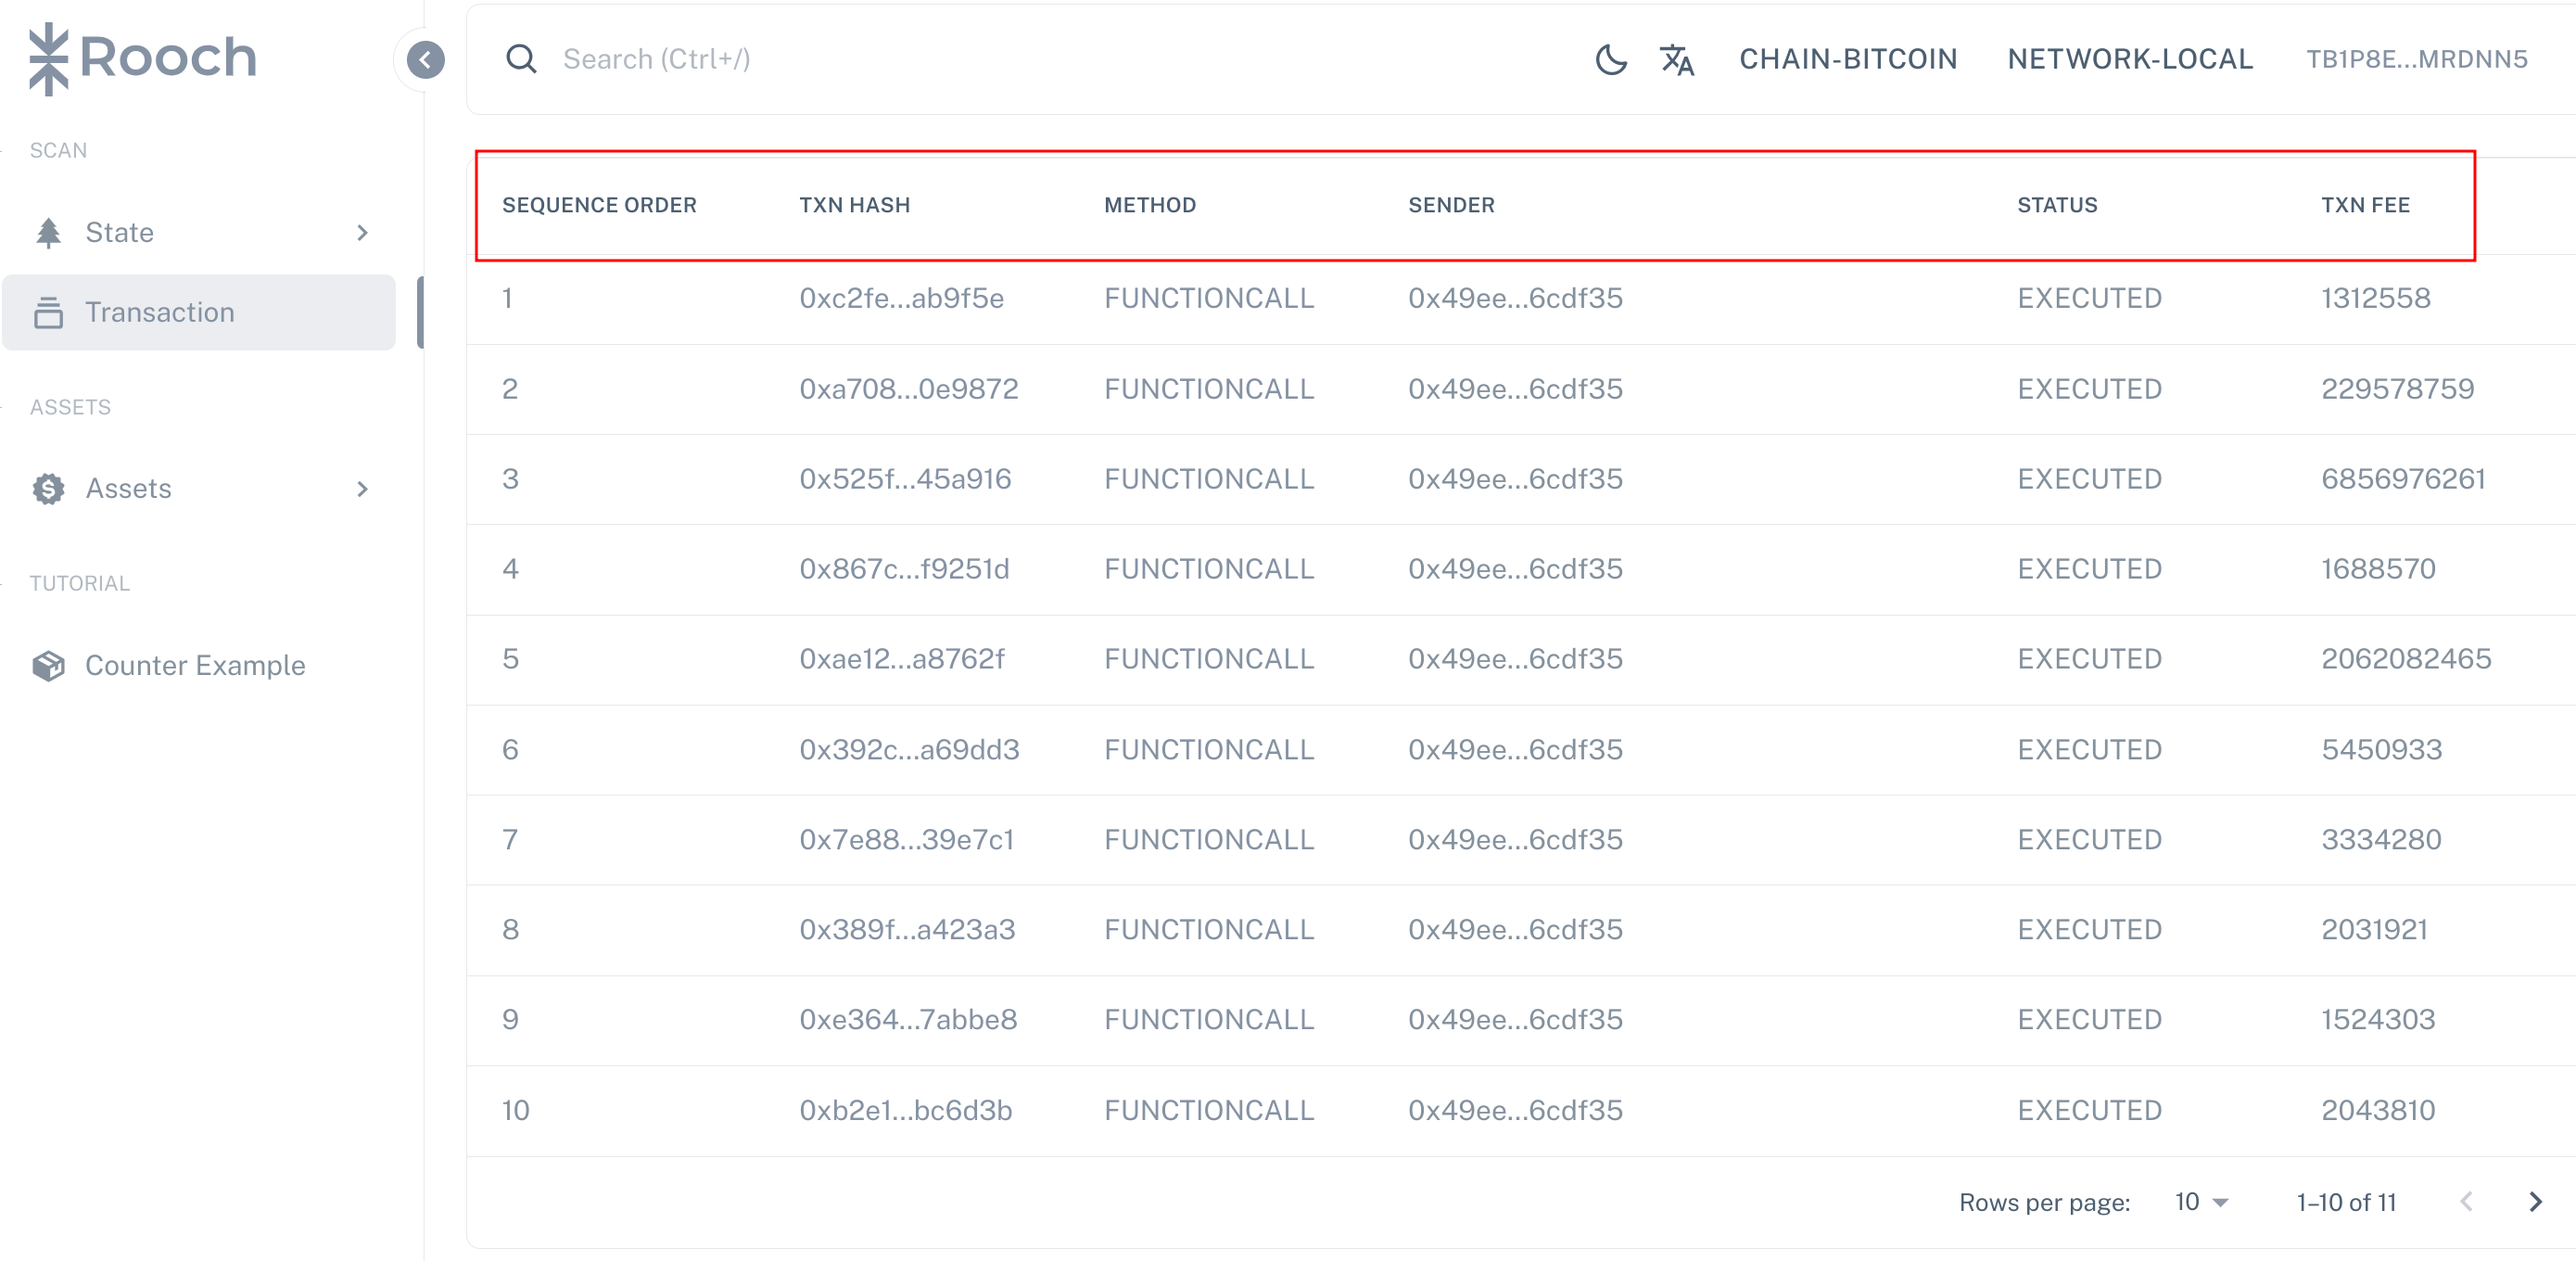 Rooch
Search (Ctrl+/)
CHAIN-BITCOIN NETWORK-LOCAL TB1P8E...MRDNN5
SCAN
State
Transaction
ASSETS
Assets
TUTORIAL
Counter Example
SEQUENCE ORDER TXN HASH METHOD SENDER STATUS TXN FEE
1 0xc2fe...ab9f5e FUNCTIONCALL 0x49ee...6cdf35 EXECUTED 1312558
2 0xa708...0e9872 FUNCTIONCALL 0x49ee...6cdf35 EXECUTED 229578759
3 0x525f...45a916 FUNCTIONCALL 0x49ee...6cdf35 EXECUTED 6856976261
4 0x867c...f9251d FUNCTIONCALL 0x49ee...6cdf35 EXECUTED 1688570
5 0xae12...a8762f FUNCTIONCALL 0x49ee...6cdf35 EXECUTED 2062082465
6 0x392c...a69dd3 FUNCTIONCALL 0x49ee...6cdf35 EXECUTED 5450933
7 0x7e88...39e7c1 FUNCTIONCALL 0x49ee...6cdf35 EXECUTED 3334280
8 0x389f...a423a3 FUNCTIONCALL 0x49ee...6cdf35 EXECUTED 2031921
9 0xe364...7abbe8 FUNCTIONCALL 0x49ee...6cdf35 EXECUTED 1524303
10 0xb2e1...bc6d3b FUNCTIONCALL 0x49ee...6cdf35 EXECUTED 2043810
Rows per page: 10 1–10 of 11